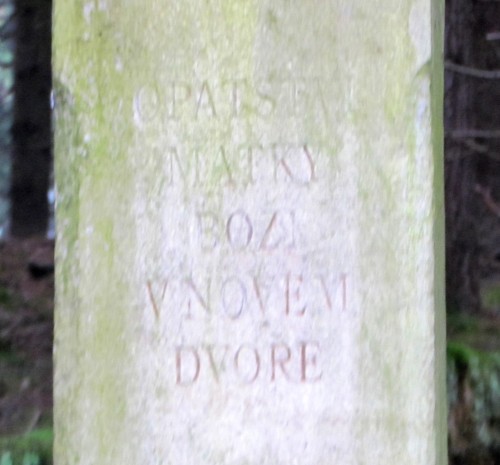 OPATSTVI
MATKY
BOZI
V NOVEM
DVORE